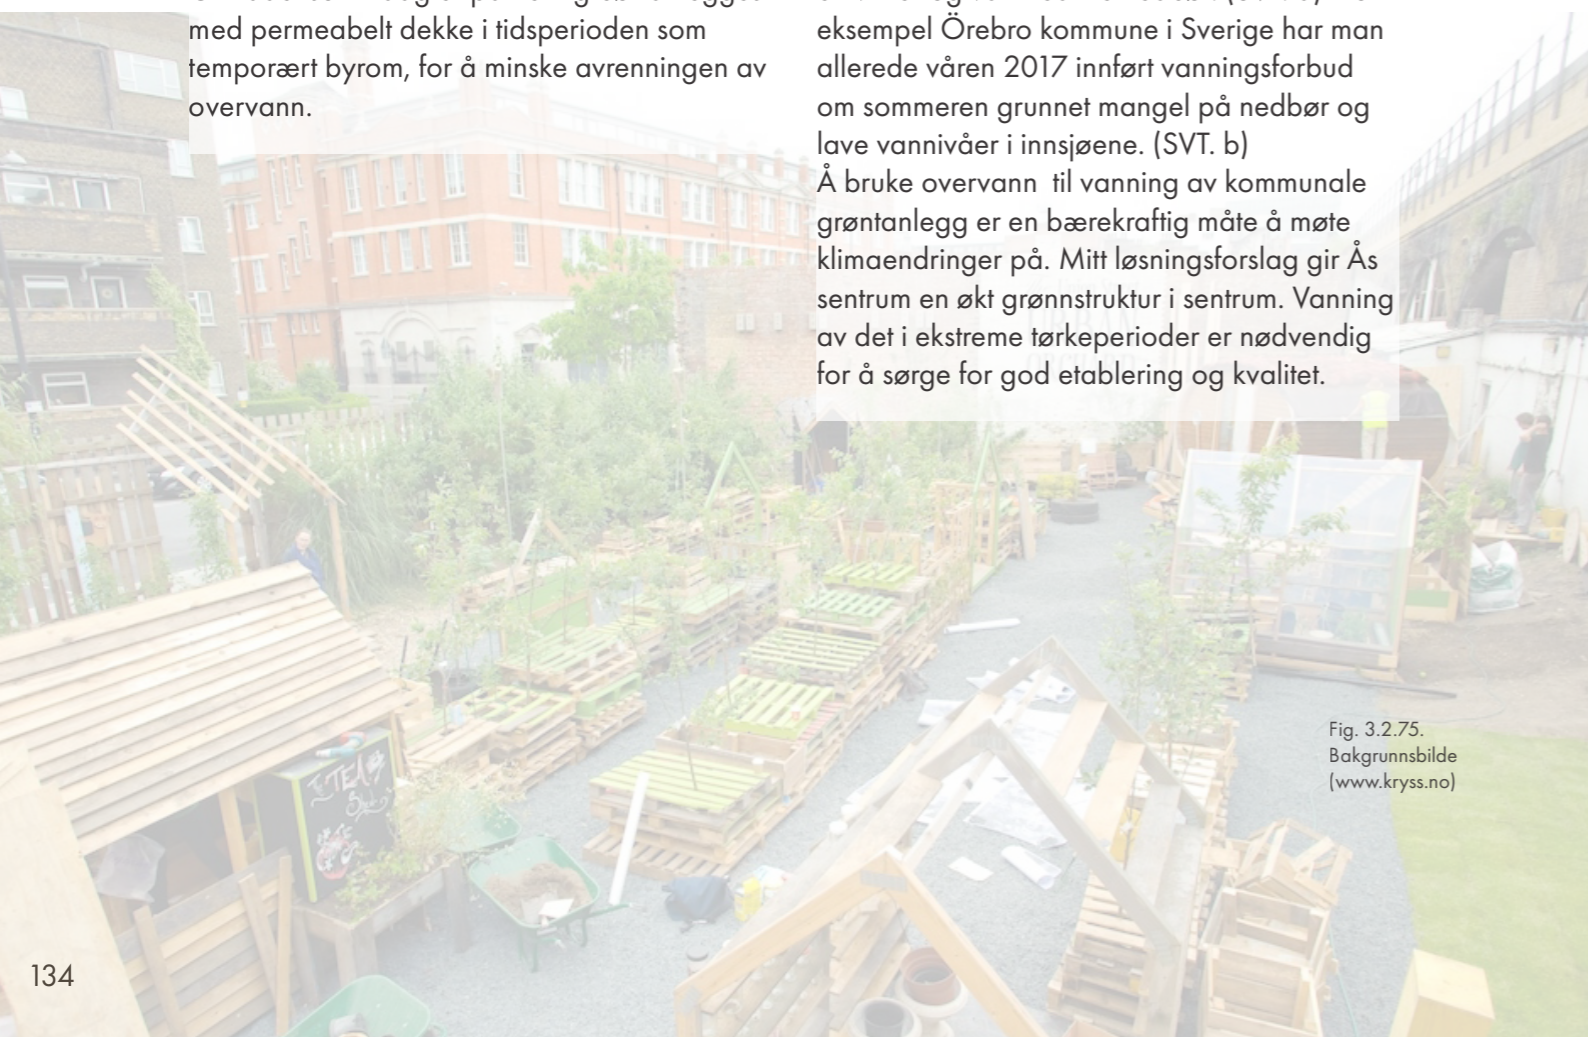 med permeabelt dekke i tidsperioden som
temporært byrom, for å minske avrenningen av
overvann.
eksempel Örebro kommune i Sverige har man
allerede våren 2017 innført vanningsforbud
om sommeren grunnet mangel på nedbør og
lave vannivåer i innsjøene. (SVT. b)
Å bruke overvann til vanning av kommunale
grøntanlegg er en bærekraftig måte å møte
klimaendringer på. Mitt løsningsforslag gir Ås
sentrum en økt grønnstruktur i sentrum. Vanning
av det i ekstreme tørkeperioder er nødvendig
for å sørge for god etablering og kvalitet.
URBAN
ORCHARD
Fig. 3.2.75.
Bakgrunnsbilde
(www.kryss.no)
TEA
134